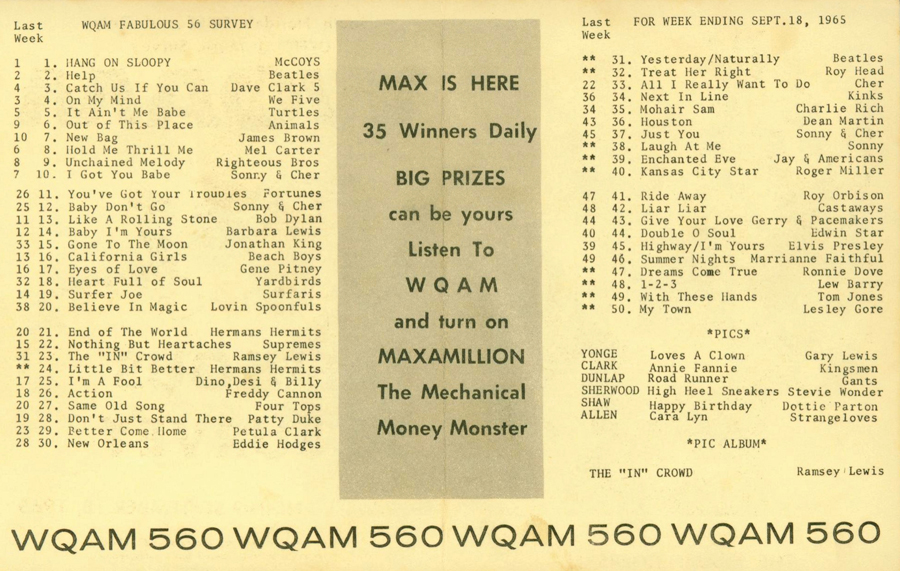 Last WQAM FABULOUS 56 SURVEY
Week
1 1. HANG ON SLOOPY McCOYS
2 2. Help Beatles
4 3. Catch Us If You Can Dave Clark 5
3 4. On My Mind We Five
5 5. It Ain't Me Babe Turtles
9 6. Out of This Place Animals
10 7. New Bag James Brown
6 8. Hold Me Thrill Me Mel Carter
8 9. Unchained Melody Righteous Bros
7 10. I Got You Babe Sonny & Cher
26 11. You've Got Your Troubles Fortunes
25 12. Baby Don't Go Sonny & Cher
11 13. Like A Rolling Stone Bob Dylan
12 14. Baby I'm Yours Barbara Lewis
33 15. Gone To The Moon Jonathan King
13 16. California Girls Beach Boys
16 17. Eyes of Love Gene Pitney
32 18. Heart Full of Soul Yardbirds
14 19. Surfer Joe Surfaris
38 20. Believe In Magic Lovin Spoonfuls
20 21. End of The World Hermans Hermits
15 22. Nothing But Heartaches Supremes
31 23. The "IN" Crowd Ramsey Lewis
** 24. Little Bit Better Hermans Hermits
17 25. I'm A Fool Dino,Desi & Billy
18 26. Action Freddy Cannon
20 27. Same Old Song Four Tops
19 28. Don't Just Stand There Patty Duke
23 29. Better Come Home Petula Clark
28 30. New Orleans Eddie Hodges
MAX IS HERE
35 Winners Daily
BIG PRIZES
can be yours
Listen To
WQAM
and turn on
MAXAMILLION
The Mechanical
Money Monster
Last FOR WEEK ENDING SEPT.18, 1965
Week
** 31. Yesterday/Naturally Beatles
** 32. Treat Her Right Roy Head
22 33. All I Really Want To Do Cher
36 34. Next In Line Kinks
34 35. Mohair Sam Charlie Rich
43 36. Houston Dean Martin
45 37. Just You Sonny & Cher
** 38. Laugh At Me Sonny
** 39. Enchanted Eve Jay & Americans
** 40. Kansas City Star Roger Miller
47 41. Ride Away Roy Orbison
48 42. Liar Liar Castaways
44 43. Give Your Love Gerry & Pacemakers
40 44. Double O Soul Edwin Star
39 45. Highway/I'm Yours Elvis Presley
49 46. Summer Nights Marrianne Faithful
** 47. Dreams Come True Ronnie Dove
** 48. 1-2-3 Lew Barry
** 49. With These Hands Tom Jones
** 50. My Town Lesley Gore
*PICS*
YONGE Loves A Clown Gary Lewis
CLARK Annie Fannie Kingsmen
DUNLAP Road Runner Gants
SHERWOOD High Heel Sneakers Stevie Wonder
SHAW Happy Birthday Dottie Parton
ALLEN Cara Lyn Strangeloves
*PIC ALBUM*
THE "IN" CROWD Ramsey Lewis
WQAM 560 WQAM 560 WQAM 560 WQAM 560